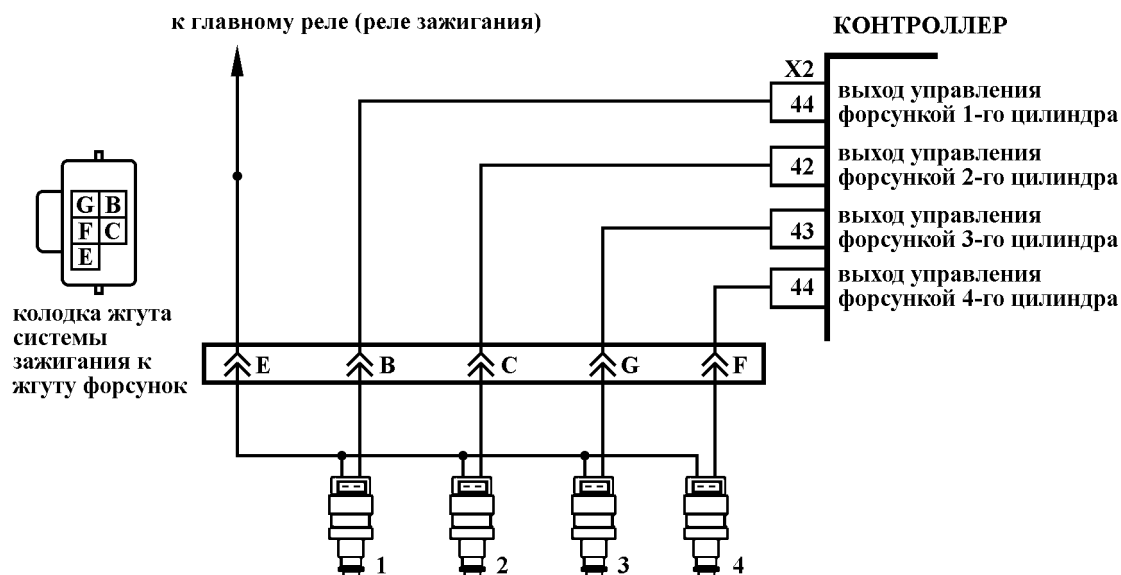 к главному реле (реле зажигания)
КОНТРОЛЛЕР
X2
44
выход управления
форсункой 1-го цилиндра
42
выход управления
форсункой 2-го цилиндра
43
выход управления
форсункой 3-го цилиндра
44
выход управления
форсункой 4-го цилиндра
G B
F C
E
колодка жгута
системы
зажигания к
жгуту форсунок
E B C G F
1 2 3 4